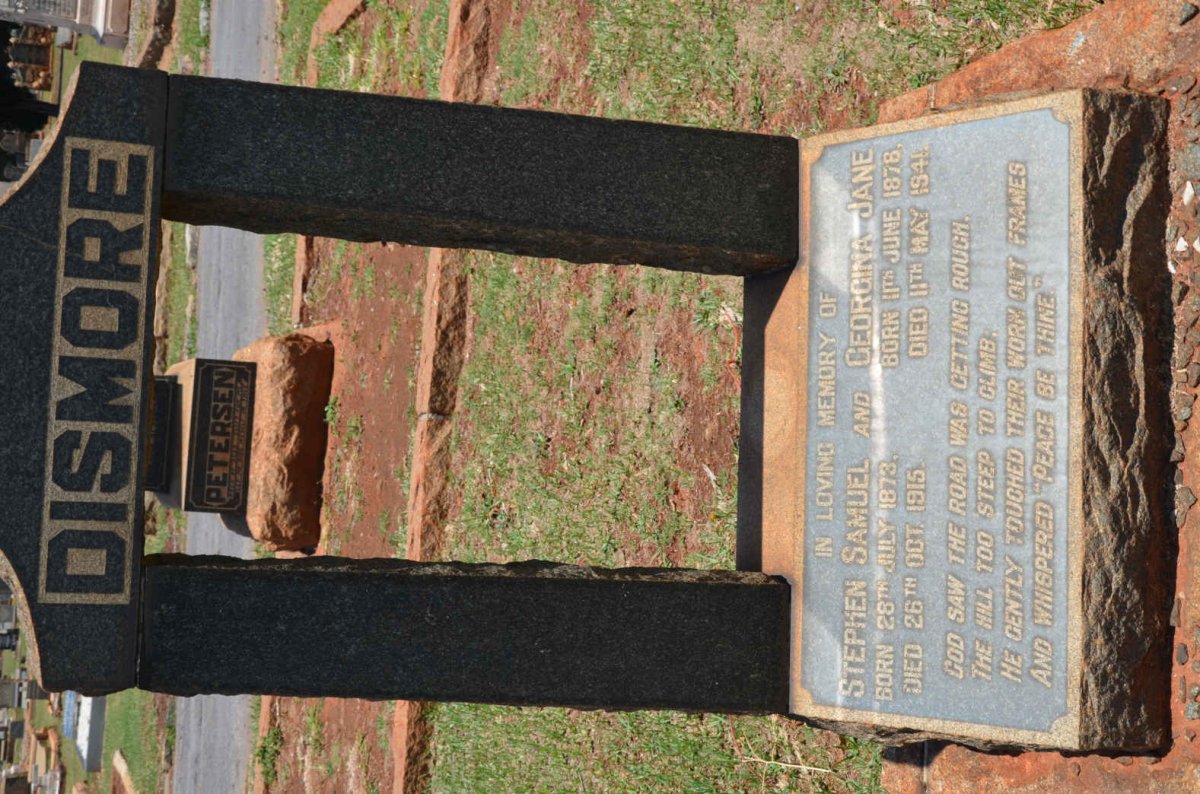 DISMORE
PETERSEN
IN LOVING MEMORY OF
STEPHEN SAMUEL AND GEORGINA JANE
BORN 28TH JULY 1873. BORN 11TH JUNE 1878.
DIED 26TH OCT. 1915. DIED 11TH MAY 1941.
GOD SAW THE ROAD WAS GETTING ROUGH.
THE HILL TOO STEEP TO CLIMB.
HE GENTLY TOUCHED THEIR WORN OUT FRAMES
AND WHISPERED "PEACE BE THINE."